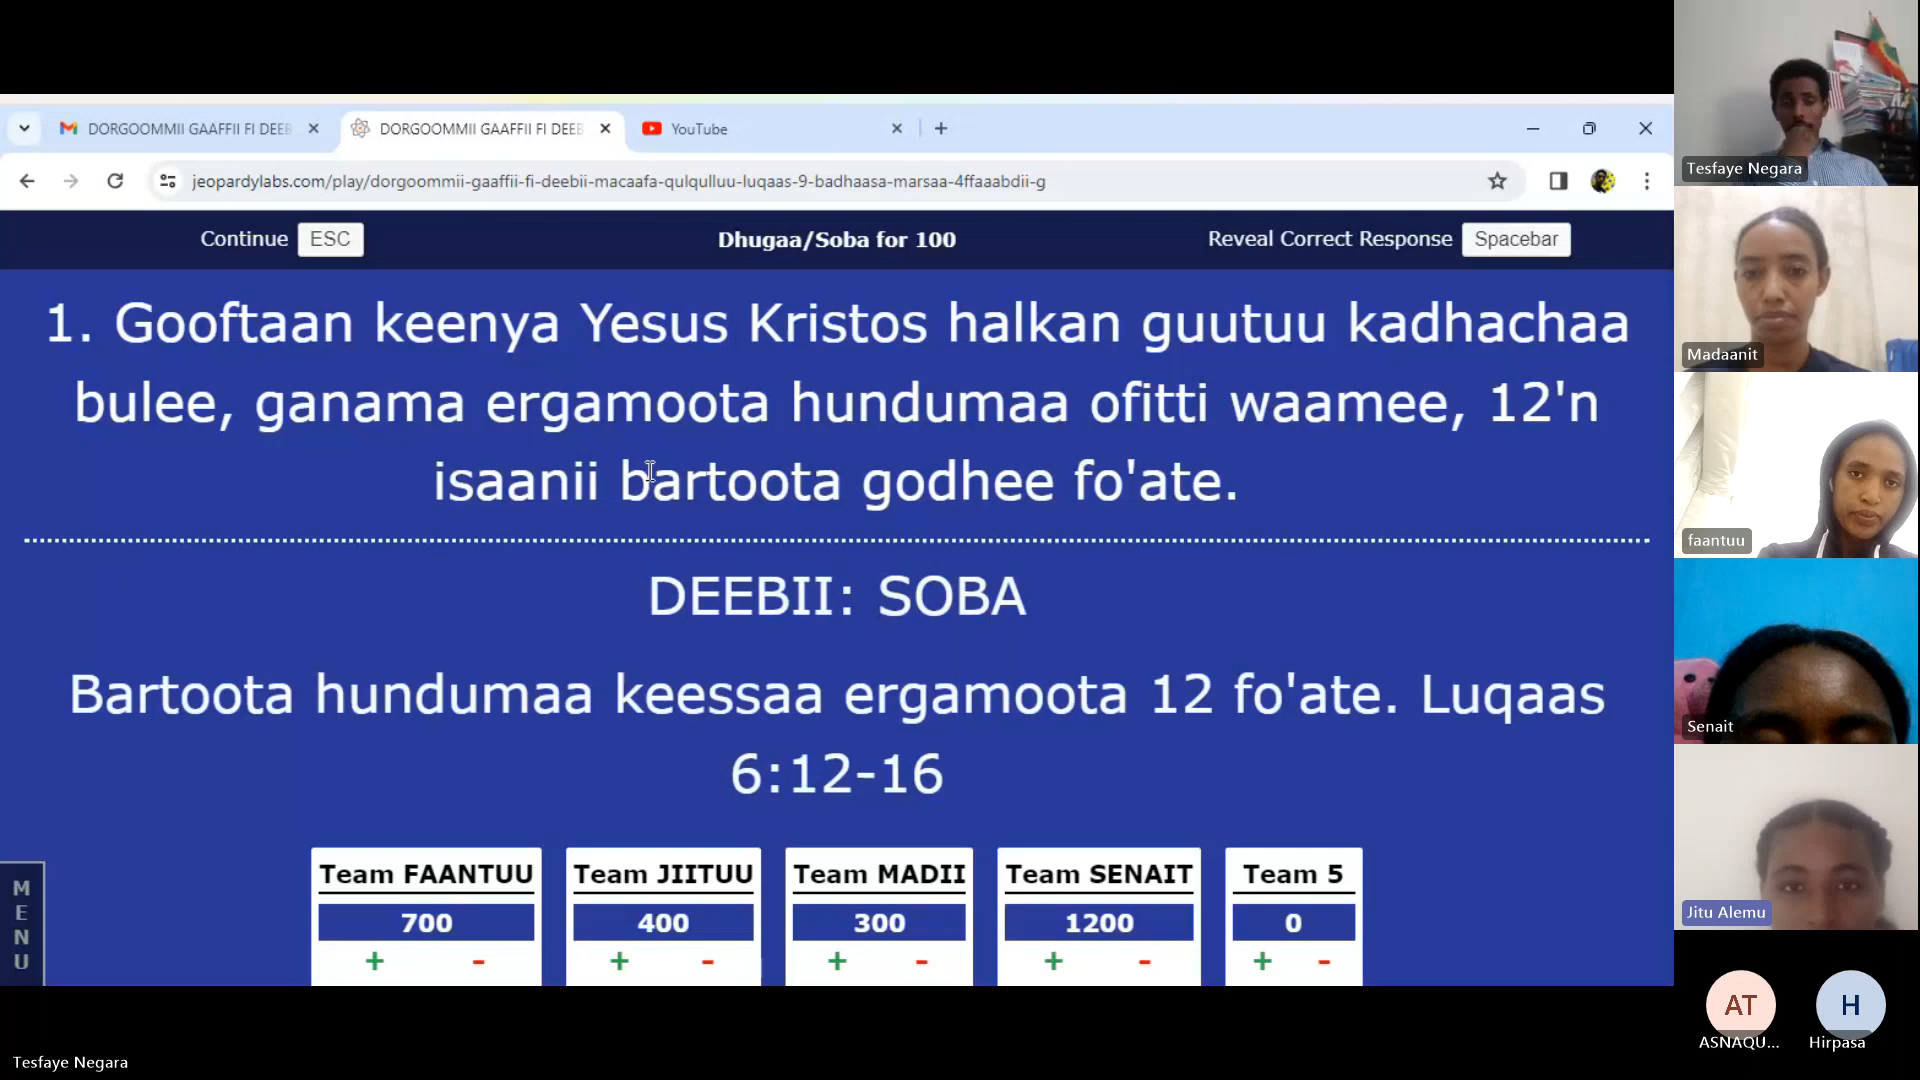 DORGOOMMII GAAFFII FI DEEB
DORGOOMMII GAAFFII FI DEEB
YouTube
jeopardylabs.com/play/dorgoommii-gaaffii-fi-deebii-macaafa-qulqulluu-luqaas-9-badhaasa-marsaa-4ffaaabdii-g
Continue ESC
Dhugaa/Soba for 100
Reveal Correct Response Spacebar
1. Gooftaan keenya Yesus Kristos halkan guutuu kadhachaa
bulee, ganama ergamoota hundumaa ofitti waamee, 12'n
isaanii bartoota godhee fo'ate.
DEEBII: SOBA
Bartoota hundumaa keessaa ergamoota 12 fo'ate. Luqaas
6:12-16
MENU
Team FAANTUU Team JIITUU Team MADII Team SENAIT Team 5
700 400 300 1200 0
+ - + - + - + - + -
Tesfaye Negara
Madaanit
faantuu
Senait
Jitu Alemu
AT H
ASNAQU... Hirpasa
Tesfaye Negara